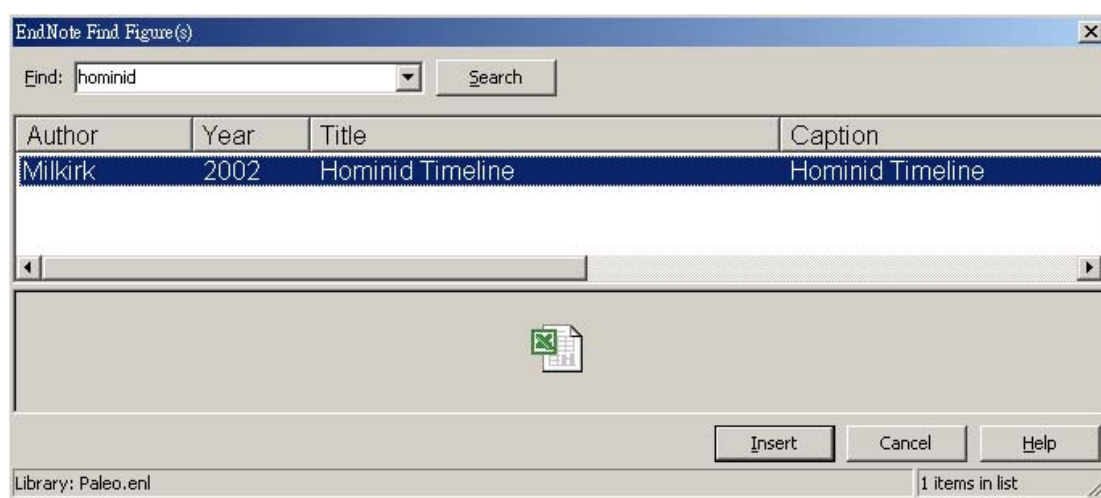 EndNote Find Figure(s)
Find: hominid Search
Author Year Title Caption
Milkirk 2002 Hominid Timeline Hominid Timeline
Insert Cancel Help
Library: Paleo.enl 1 items in list